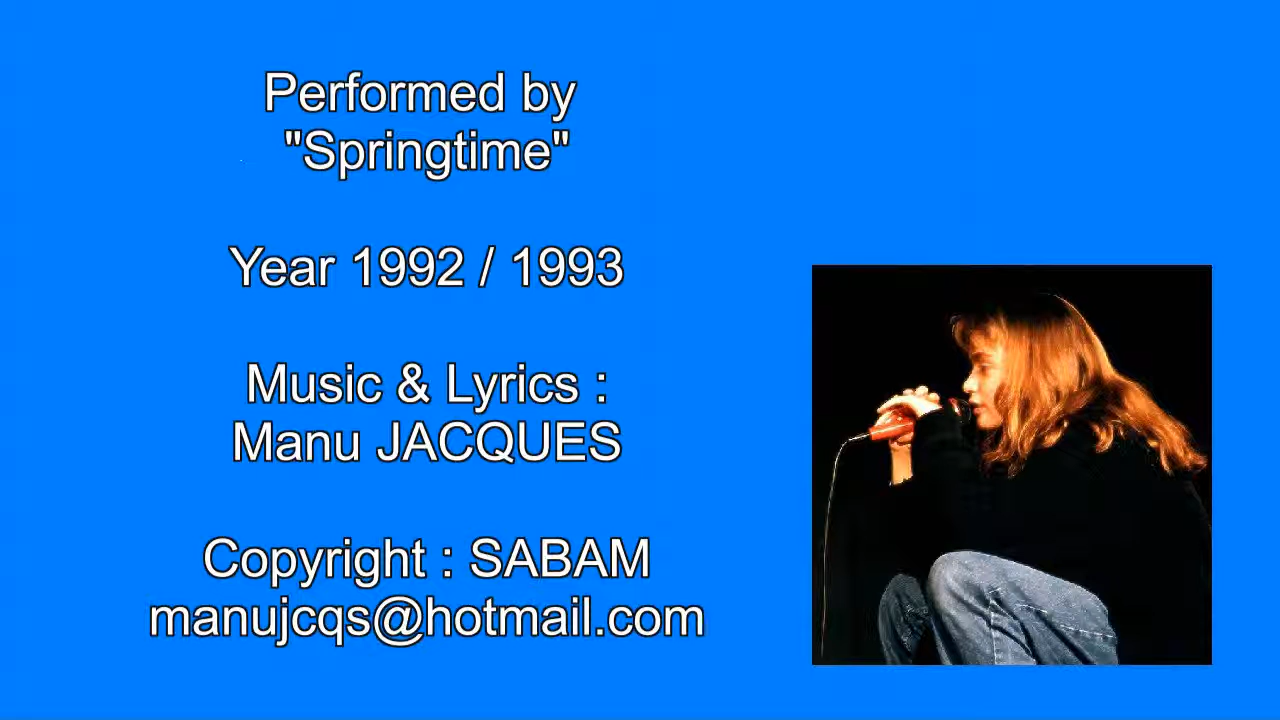 Performed by
"Springtime"
Year 1992 / 1993
Music & Lyrics :
Manu JACQUES
Copyright : SABAM
manujcqs@hotmail.com